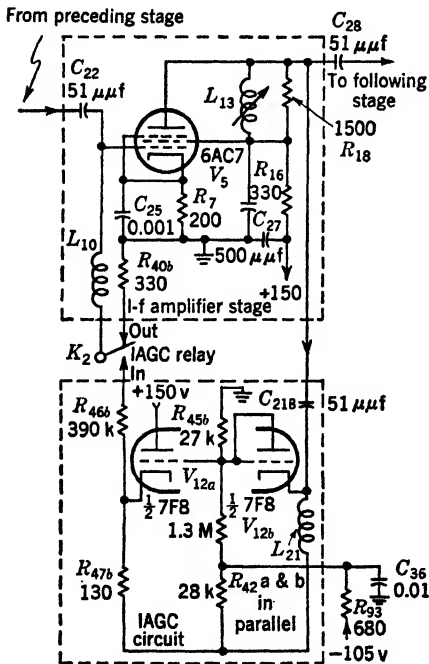 From preceding stage
C22
51 μμf
C28
51 μμf
To following
stage
L13
1500
R18
6AC7
V5
R16
330
C25
0.001
R7
200
C27
500 μμf
L10
R40b
330
+150
I-f amplifier stage
Out
K2
IAGC relay
In
+150 v
R46b
390 k
R45b
27 k
C218
51 μμf
V12a
½ 7F8
½ 7F8
V12b
1.3 M
L21
R47b
130
28 k
R42 a & b
in
parallel
C36
0.01
R93
680
IAGC
circuit
−105 v